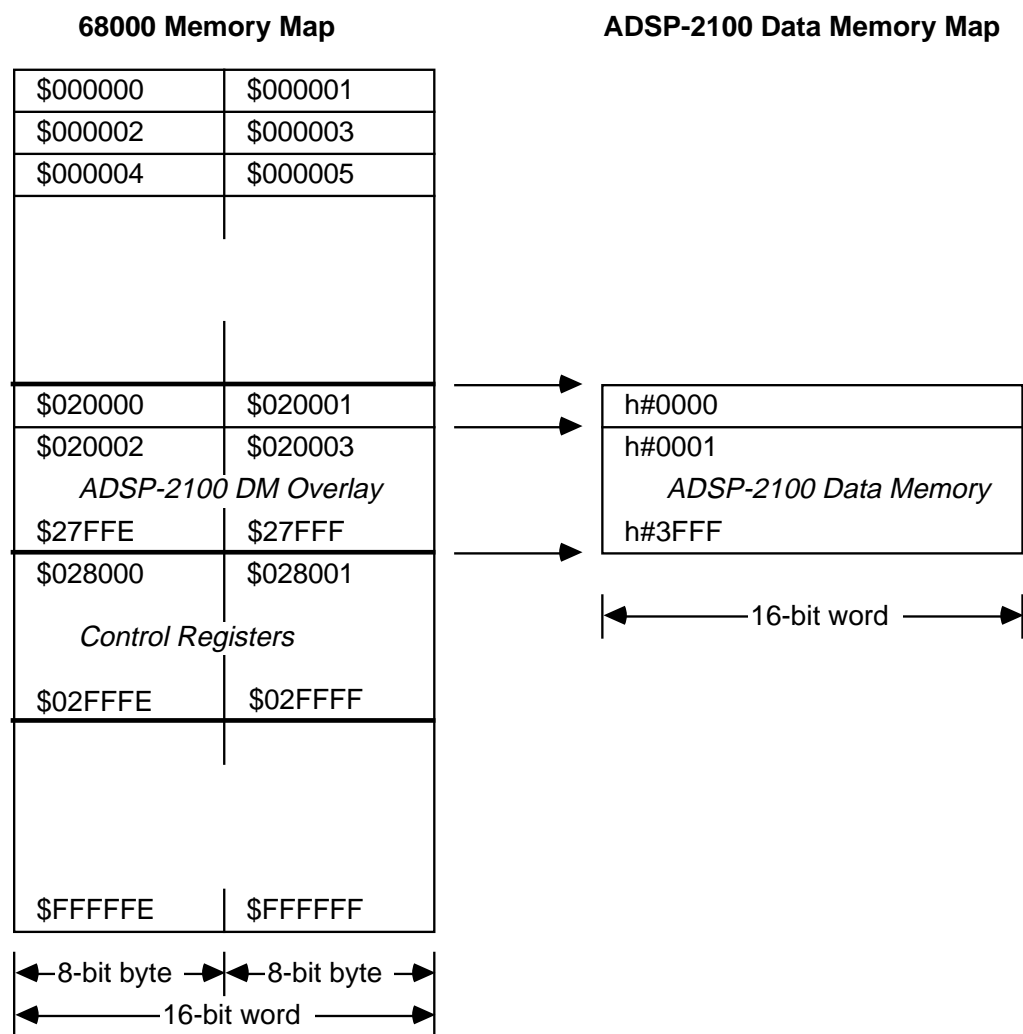 68000 Memory Map
ADSP-2100 Data Memory Map
$000000 $000001
$000002 $000003
$000004 $000005
$020000 $020001
$020002 $020003
ADSP-2100 DM Overlay
$27FFE $27FFF
$028000 $028001
Control Registers
$02FFFE $02FFFF
$FFFFFE $FFFFFF
8-bit byte 8-bit byte
16-bit word
h#0000
h#0001
ADSP-2100 Data Memory
h#3FFF
16-bit word